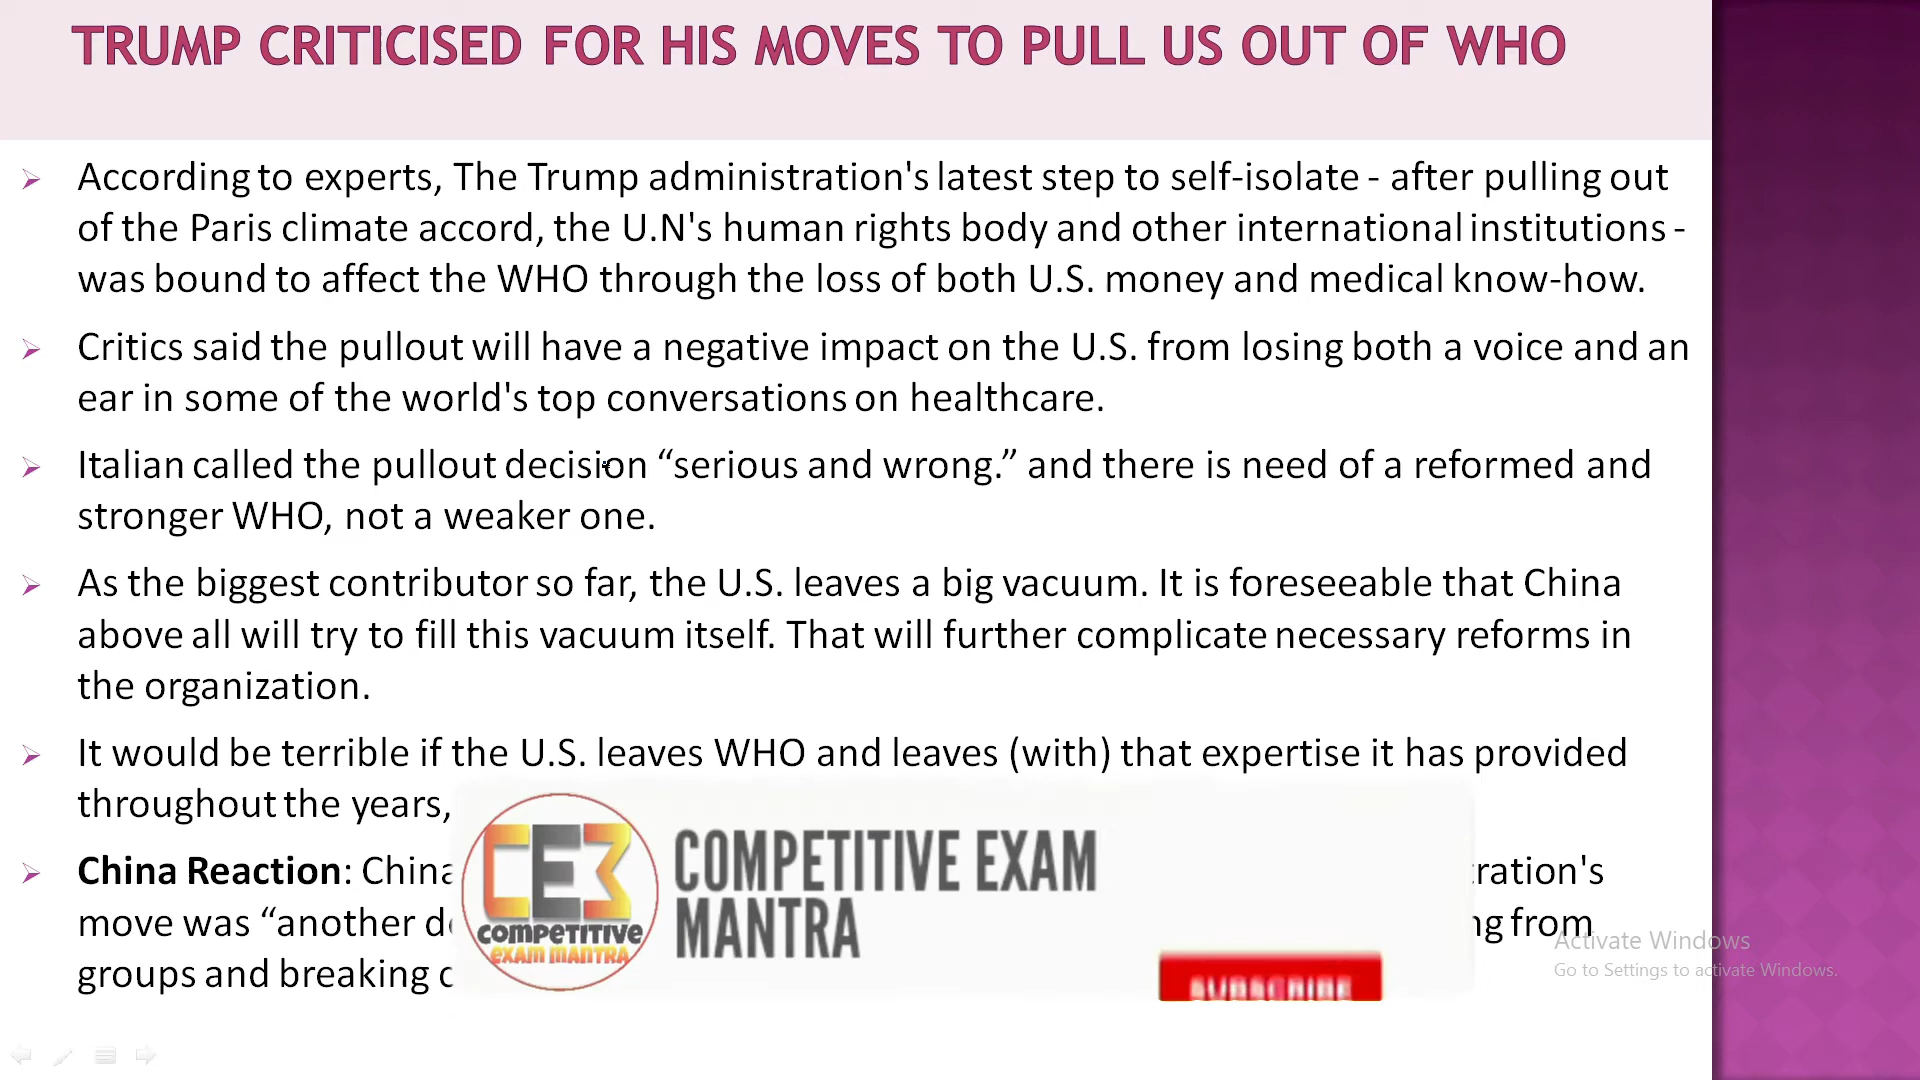 TRUMP CRITICISED FOR HIS MOVES TO PULL US OUT OF WHO
According to experts, The Trump administration's latest step to self-isolate - after pulling out
of the Paris climate accord, the U.N's human rights body and other international institutions -
was bound to affect the WHO through the loss of both U.S. money and medical know-how.
Critics said the pullout will have a negative impact on the U.S. from losing both a voice and an
ear in some of the world's top conversations on healthcare.
Italian called the pullout decision “serious and wrong.” and there is need of a reformed and
stronger WHO, not a weaker one.
As the biggest contributor so far, the U.S. leaves a big vacuum. It is foreseeable that China
above all will try to fill this vacuum itself. That will further complicate necessary reforms in
the organization.
It would be terrible if the U.S. leaves WHO and leaves (with) that expertise it has provided
throughout the years,
China Reaction: China
move was “another from
groups and breaking
CE3
COMPETITIVE
EXAM MANTRA
COMPETITIVE EXAM
MANTRA
SUBSCRIBE
Activate Windows
Go to Settings to activate Windows.